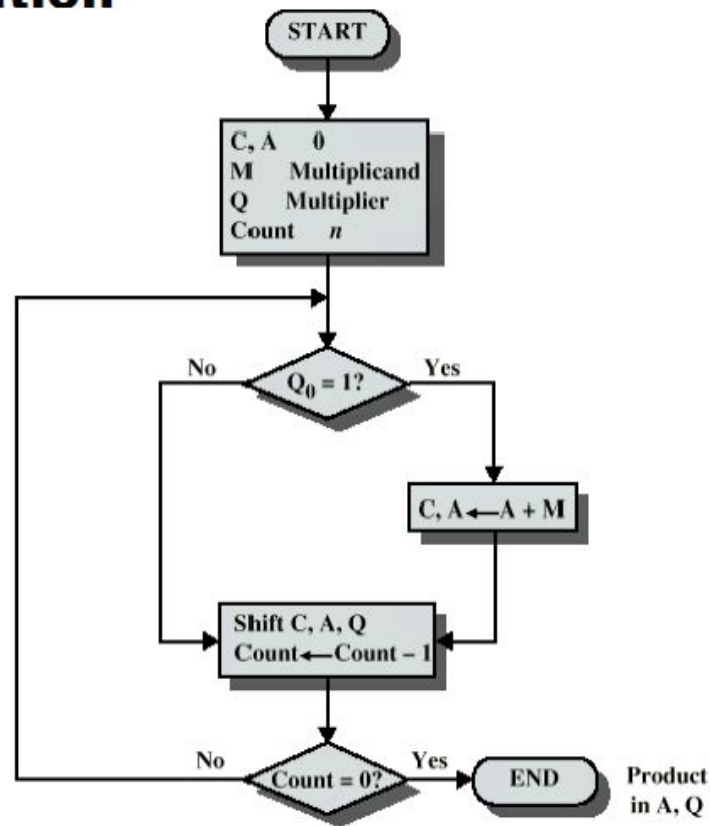 START
C, A 0
M Multiplicand
Q Multiplier
Count n
No
Yes
Q0 = 1?
C, A←A + M
Shift C, A, Q
Count←Count – 1
No
Yes
Count = 0?
END
Product
in A, Q